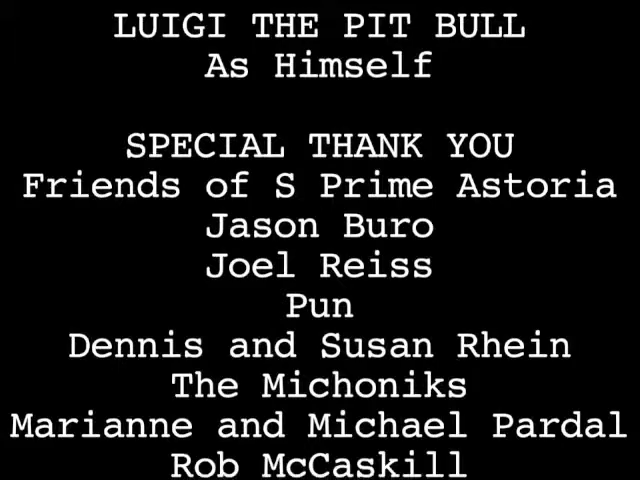 LUIGI THE PIT BULL
As Himself
SPECIAL THANK YOU
Friends of S Prime Astoria
Jason Buro
Joel Reiss
Pun
Dennis and Susan Rhein
The Michoniks
Marianne and Michael Pardal
Rob McCaskill